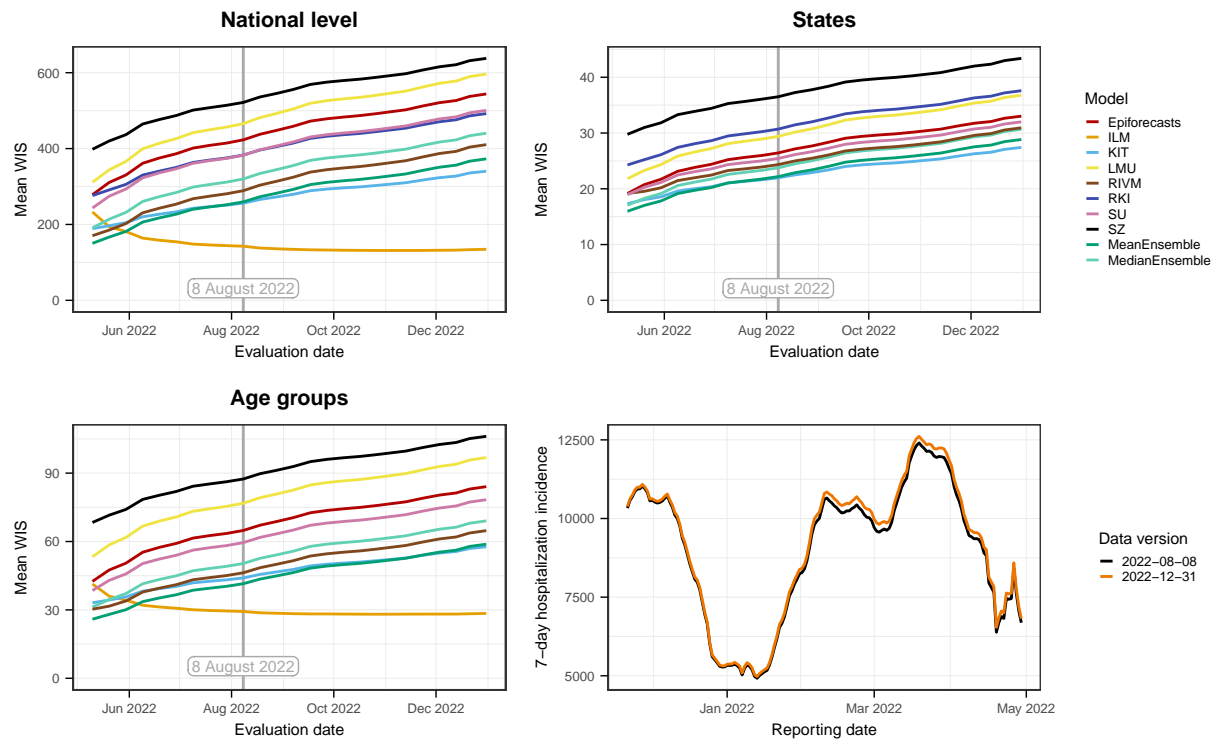 National level
Mean WIS
600
400
200
0
8 August 2022
Jun 2022
Aug 2022
Oct 2022
Dec 2022
Evaluation date
States
Mean WIS
40
30
20
10
0
8 August 2022
Jun 2022
Aug 2022
Oct 2022
Dec 2022
Evaluation date
Model
Epiforecasts
ILM
KIT
LMU
RIVM
RKI
SU
SZ
MeanEnsemble
MedianEnsemble
Age groups
Mean WIS
90
60
30
0
8 August 2022
Jun 2022
Aug 2022
Oct 2022
Dec 2022
Evaluation date
7−day hospitalization incidence
12500
10000
7500
5000
Jan 2022
Mar 2022
May 2022
Reporting date
Data version
2022−08−08
2022−12−31